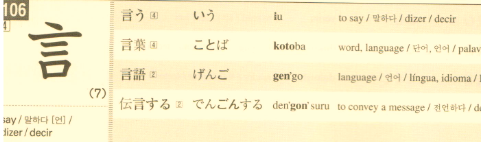 106
4
言
(7)
say / 말하다 [언] /
dizer / decir
言う 4 いう iu to say / 말하다 / dizer / decir
言葉 4 ことば kotoba word, language / 단어, 언어 / palav
言語 2 げんご gen'go language / 언어 / língua, idioma /
伝言する 2 でんごんする den'gon' suru to convey a message / 전언하다 / de